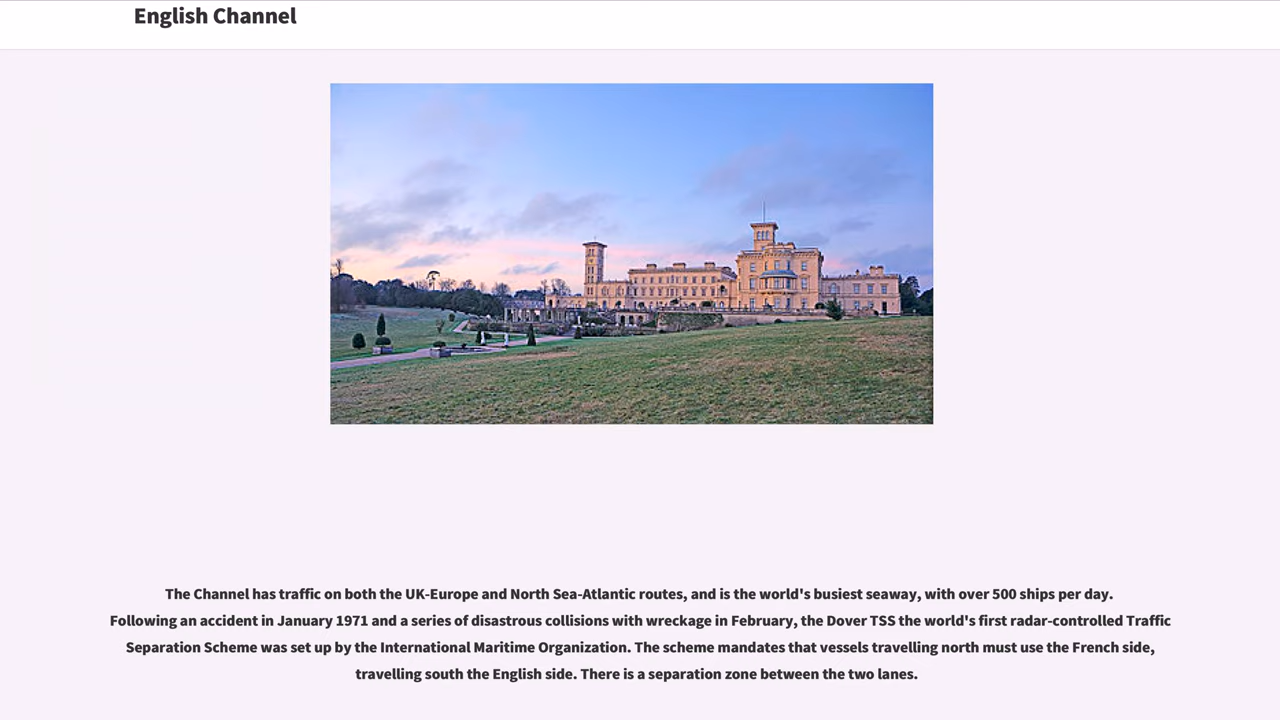 English Channel
The Channel has traffic on both the UK-Europe and North Sea-Atlantic routes, and is the world's busiest seaway, with over 500 ships per day.
Following an accident in January 1971 and a series of disastrous collisions with wreckage in February, the Dover TSS the world's first radar-controlled Traffic
Separation Scheme was set up by the International Maritime Organization. The scheme mandates that vessels travelling north must use the French side,
travelling south the English side. There is a separation zone between the two lanes.